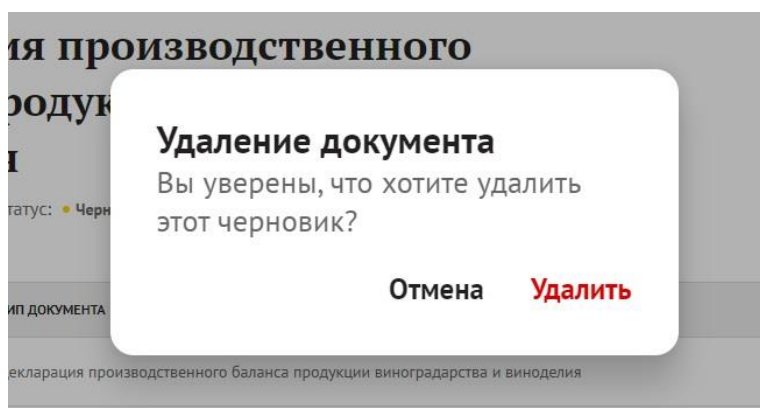 ия производственного
родук
я
татус: • Черн
Удаление документа
Вы уверены, что хотите удалить
этот черновик?
Отмена Удалить
ип документа
екларация производственного баланса продукции виноградарства и виноделия